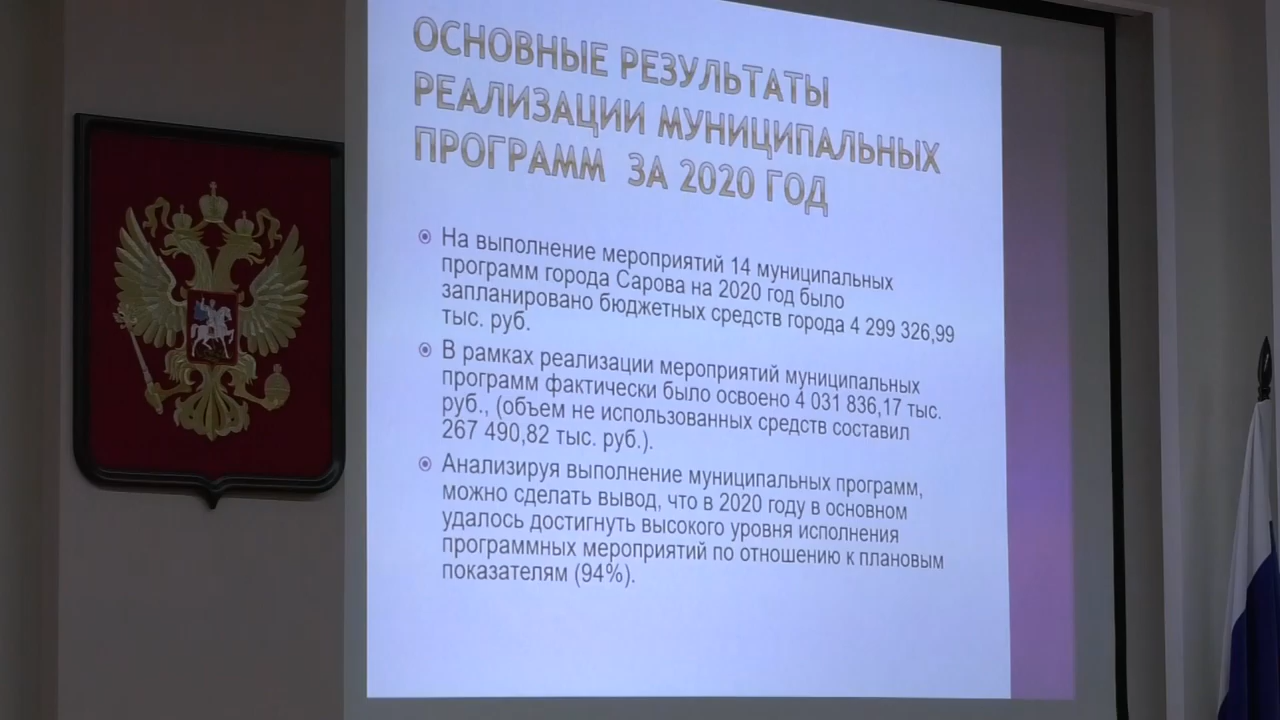 ОСНОВНЫЕ РЕЗУЛЬТАТЫ
РЕАЛИЗАЦИИ МУНИЦИПАЛЬНЫХ
ПРОГРАММ ЗА 2020 ГОД
На выполнение мероприятий 14 муниципальных
программ города Сарова на 2020 год было
запланировано бюджетных средств города 4 299 326,99
тыс. руб.
В рамках реализации мероприятий муниципальных
программ фактически было освоено 4 031 836,17 тыс.
руб., (объем не использованных средств составил
267 490,82 тыс. руб.).
Анализируя выполнение муниципальных программ,
можно сделать вывод, что в 2020 году в основном
удалось достигнуть высокого уровня исполнения
программных мероприятий по отношению к плановым
показателям (94%).